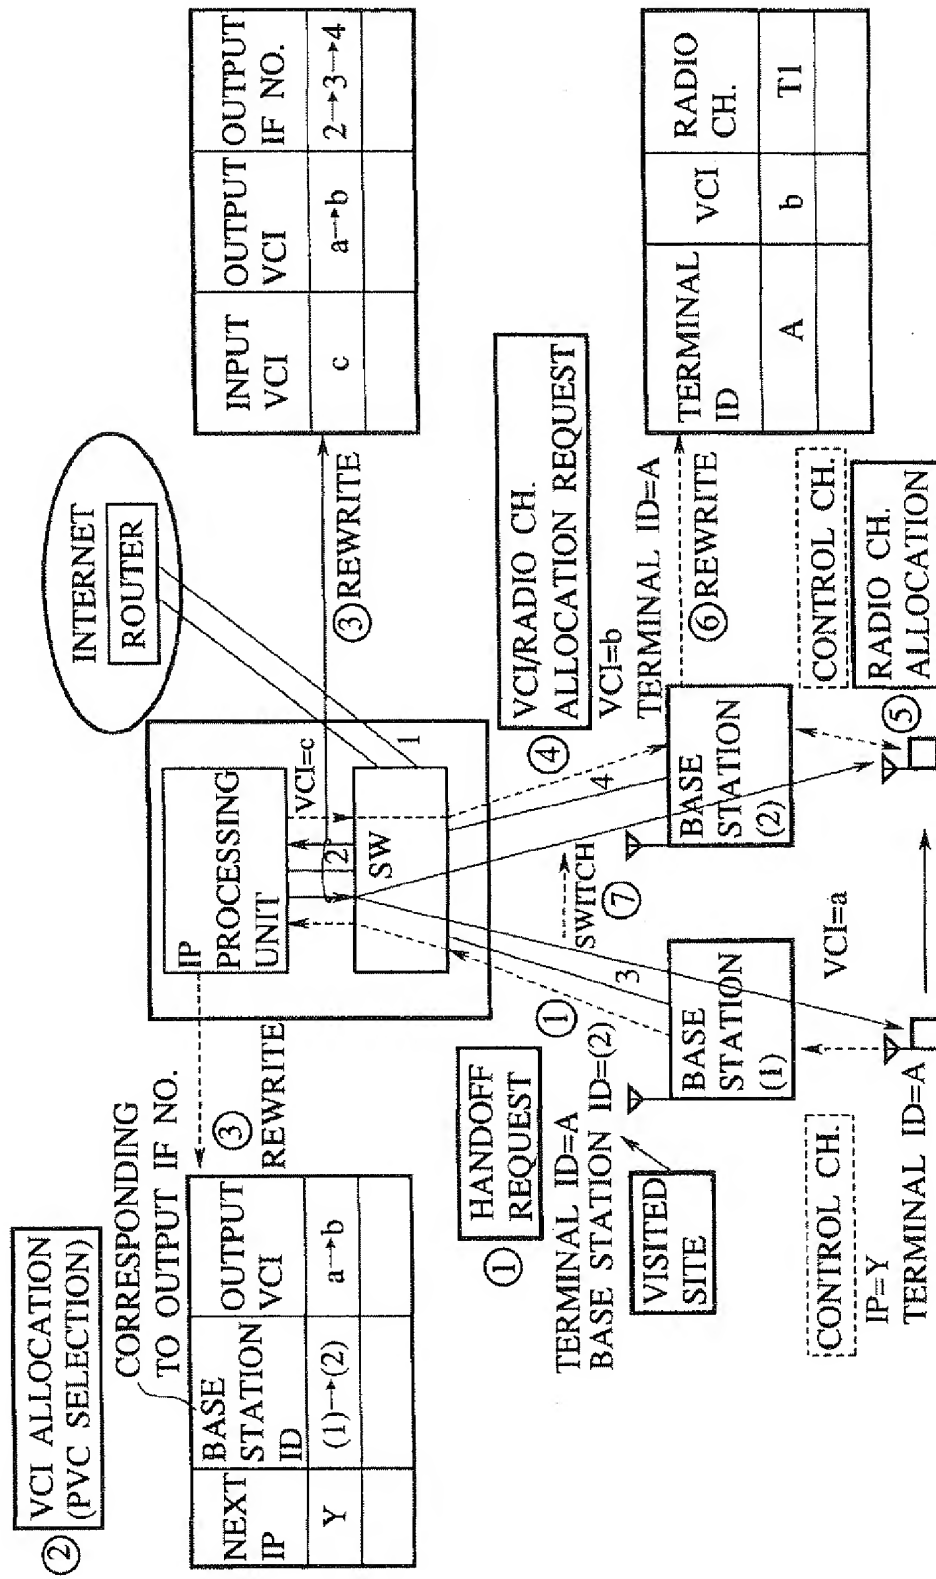 ② VCI ALLOCATION
(PVC SELECTION)
CORRESPONDING
TO OUTPUT IF NO.
NEXT
IP
BASE
STATION
ID
OUTPUT
VCI
Y
(1)→(2)
a→b
③
REWRITE
INTERNET
ROUTER
IP
PROCESSING
UNIT
VCI=c
2
SW
1
③ REWRITE
INPUT
VCI
OUTPUT
VCI
OUTPUT
IF NO.
c
a→b
2→3→4
① HANDOFF
REQUEST
①
TERMINAL ID=A
BASE STATION ID=(2)
VISITED
SITE
3
SWITCH
⑦
4
④ VCI/RADIO CH.
ALLOCATION REQUEST
VCI=b
TERMINAL ID=A
BASE
STATION
(1)
BASE
STATION
(2)
⑥ REWRITE
TERMINAL
ID
VCI
RADIO
CH.
A
b
T1
CONTROL CH.
IP=Y
TERMINAL ID=A
VCI=a
CONTROL CH.
⑤ RADIO CH.
ALLOCATION